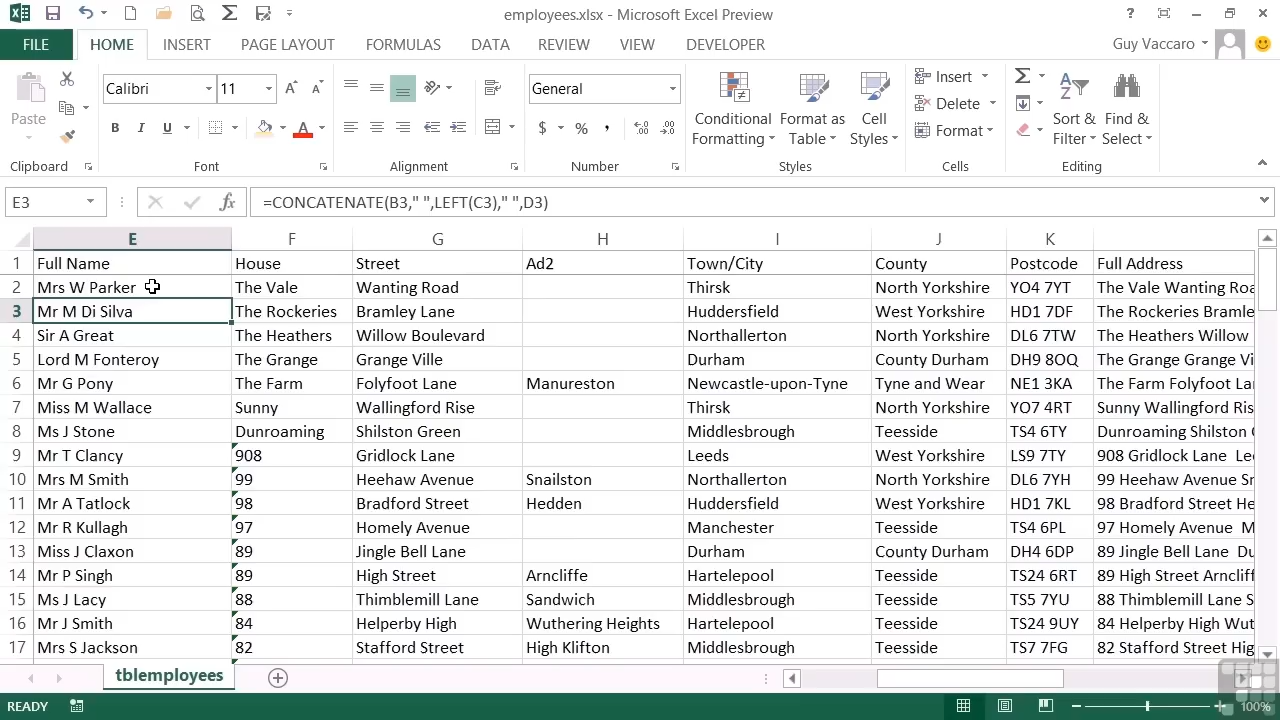 employees.xlsx - Microsoft Excel Preview
?
FILE HOME INSERT PAGE LAYOUT FORMULAS DATA REVIEW VIEW DEVELOPER Guy Vaccaro
Paste
Calibri 11
B I U A
General
$ % ,
Conditional Formatting
Format as Table
Cell Styles
Insert
Delete
Format
Sort & Filter
Find & Select
Clipboard Font Alignment Number Styles Cells Editing
E3 fx =CONCATENATE(B3," ",LEFT(C3)," ",D3)
E F G H I J K
1 Full Name House Street Ad2 Town/City County Postcode Full Address
2 Mrs W Parker The Vale Wanting Road Thirsk North Yorkshire YO4 7YT The Vale Wanting Roa
3 Mr M Di Silva The Rockeries Bramley Lane Huddersfield West Yorkshire HD1 7DF The Rockeries Bramle
4 Sir A Great The Heathers Willow Boulevard Northallerton North Yorkshire DL6 7TW The Heathers Willow
5 Lord M Fonteroy The Grange Grange Ville Durham County Durham DH9 8OQ The Grange Grange Vi
6 Mr G Pony The Farm Folyfoot Lane Manureston Newcastle-upon-Tyne Tyne and Wear NE1 3KA The Farm Folyfoot La
7 Miss M Wallace Sunny Wallingford Rise Thirsk North Yorkshire YO7 4RT Sunny Wallingford Ris
8 Ms J Stone Dunroaming Shilston Green Middlesbrough Teesside TS4 6TY Dunroaming Shilston
9 Mr T Clancy 908 Gridlock Lane Leeds West Yorkshire LS9 7TY 908 Gridlock Lane Lee
10 Mrs M Smith 99 Heehaw Avenue Snailston Northallerton North Yorkshire DL6 7YH 99 Heehaw Avenue Sn
11 Mr A Tatlock 98 Bradford Street Hedden Huddersfield West Yorkshire HD1 7KL 98 Bradford Street He
12 Mr R Kullagh 97 Homely Avenue Manchester Teesside TS4 6PL 97 Homely Avenue M
13 Miss J Claxon 89 Jingle Bell Lane Durham County Durham DH4 6DP 89 Jingle Bell Lane Du
14 Mr P Singh 89 High Street Arncliffe Hartelepool Teesside TS24 6RT 89 High Street Arncliff
15 Ms J Lacy 88 Thimblemill Lane Sandwich Middlesbrough Teesside TS5 7YU 88 Thimblemill Lane S
16 Mr J Smith 84 Helperby High Wuthering Heights Hartelepool Teesside TS24 9UY 84 Helperby High Wut
17 Mrs S Jackson 82 Stafford Street High Klifton Middlesbrough Teesside TS7 7FG 82 Stafford Street Hig
tblemployees
READY 100%